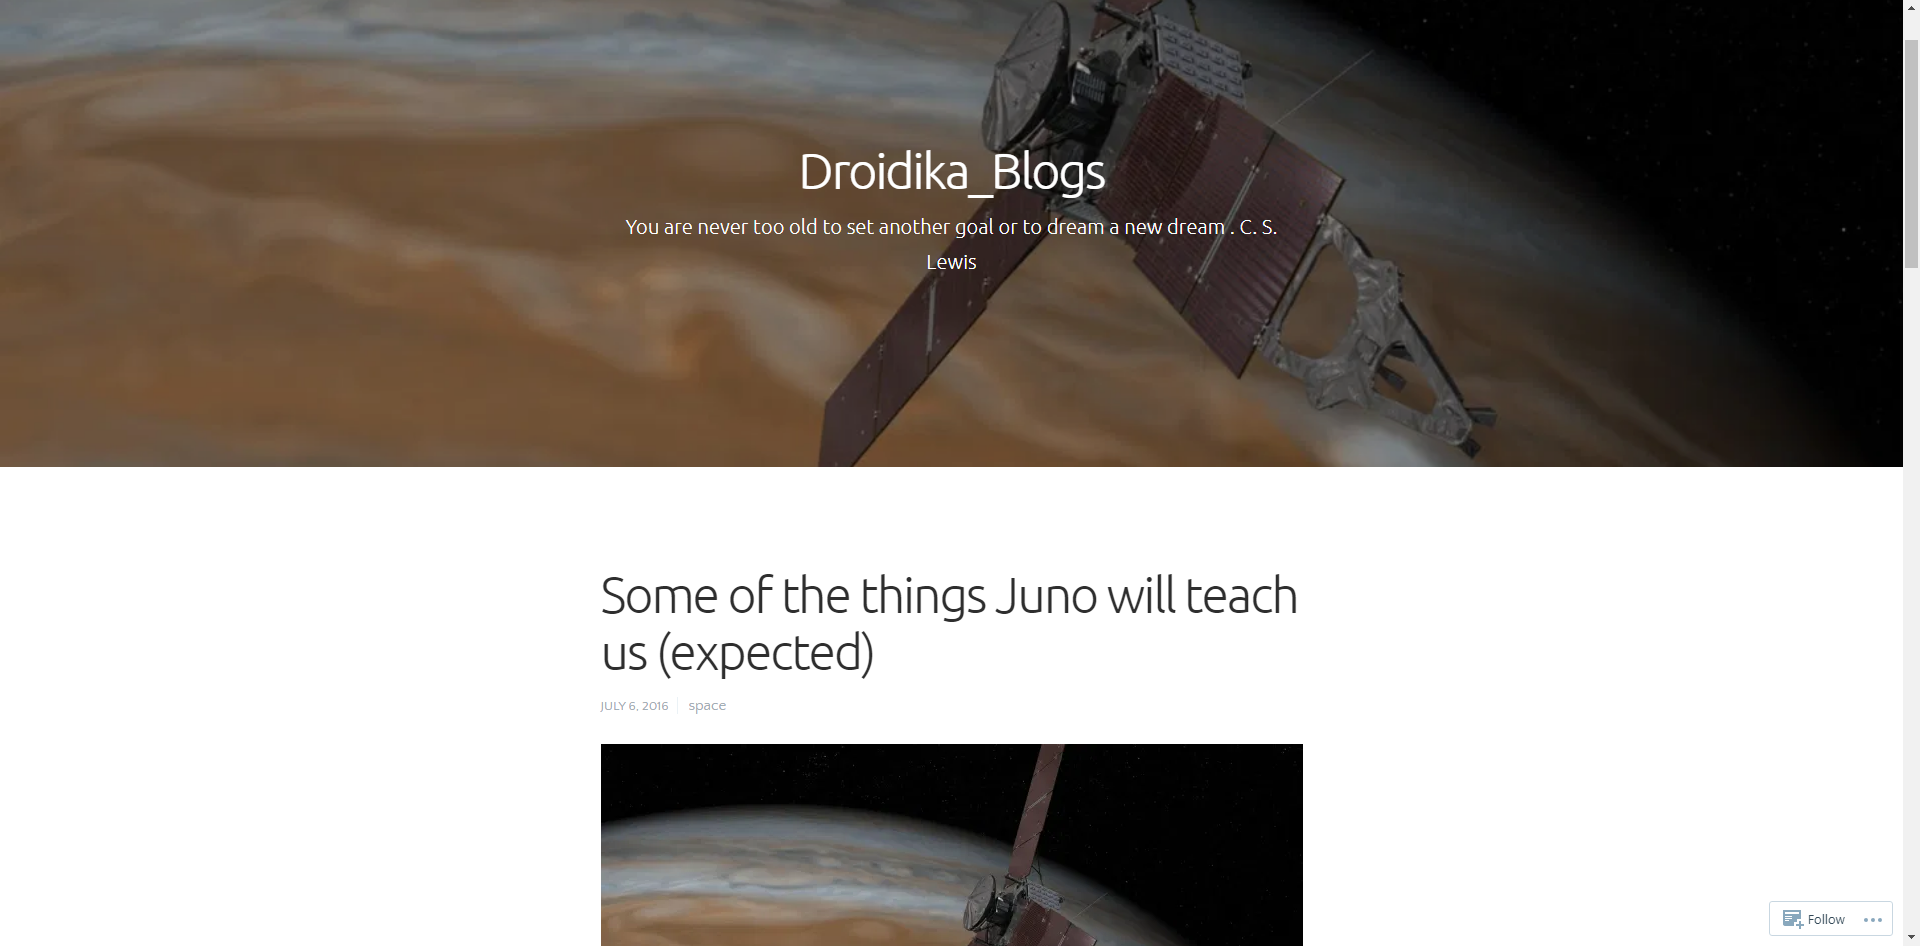 Droidika_Blogs
You are never too old to set another goal or to dream a new dream . C. S.
Lewis
Some of the things Juno will teach
us (expected)
JULY 6, 2016 space
Follow